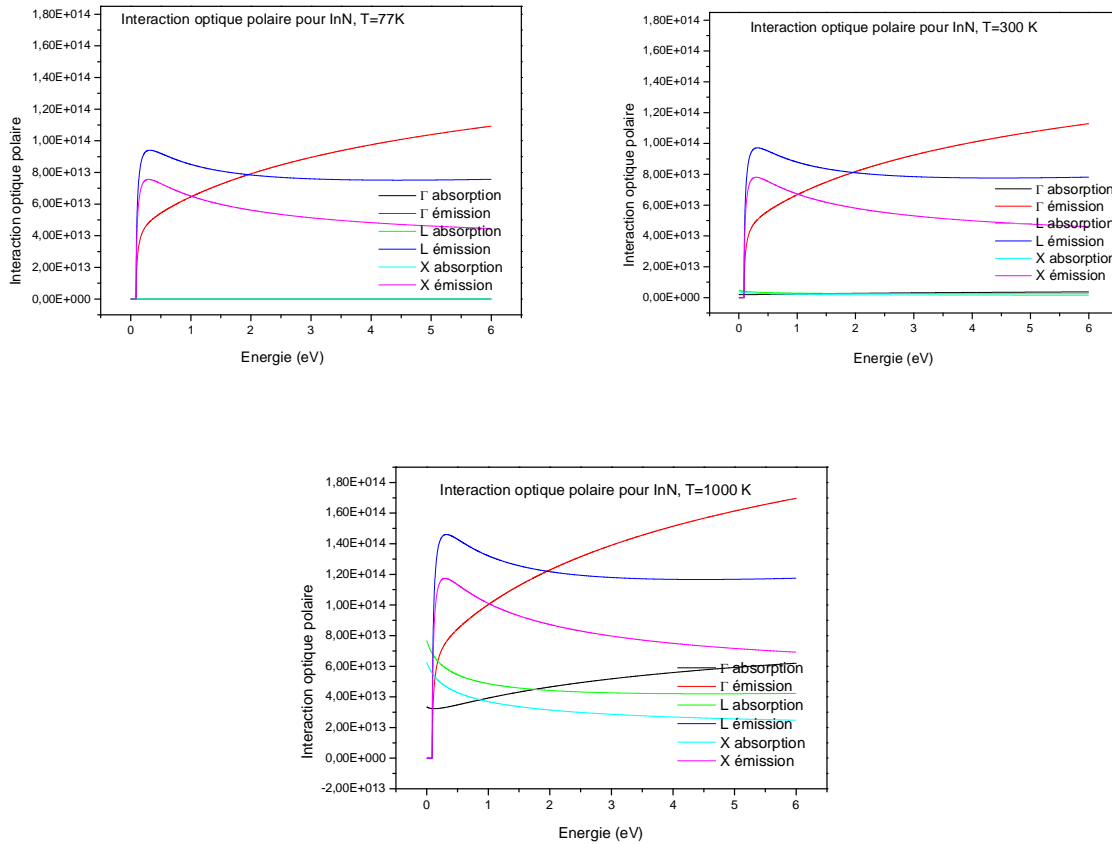 Interaction optique polaire pour InN, T=77K
Interaction optique polaire
1,80E+014
1,60E+014
1,40E+014
1,20E+014
1,00E+014
8,00E+013
6,00E+013
4,00E+013
2,00E+013
0,00E+000
Γ absorption
Γ émission
L absorption
L émission
X absorption
X émission
0 1 2 3 4 5 6
Energie (eV)
Interaction optique polaire pour InN, T=300 K
Interaction optique polaire
1,80E+014
1,60E+014
1,40E+014
1,20E+014
1,00E+014
8,00E+013
6,00E+013
4,00E+013
2,00E+013
0,00E+000
Γ absorption
Γ émission
L absorption
L émission
X absorption
X émission
0 1 2 3 4 5 6
Energie (eV)
Interaction optique polaire pour InN, T=1000 K
Interaction optique polaire
1,80E+014
1,60E+014
1,40E+014
1,20E+014
1,00E+014
8,00E+013
6,00E+013
4,00E+013
2,00E+013
0,00E+000
-2,00E+013
Γ absorption
Γ émission
L absorption
L émission
X absorption
X émission
0 1 2 3 4 5 6
Energie (eV)